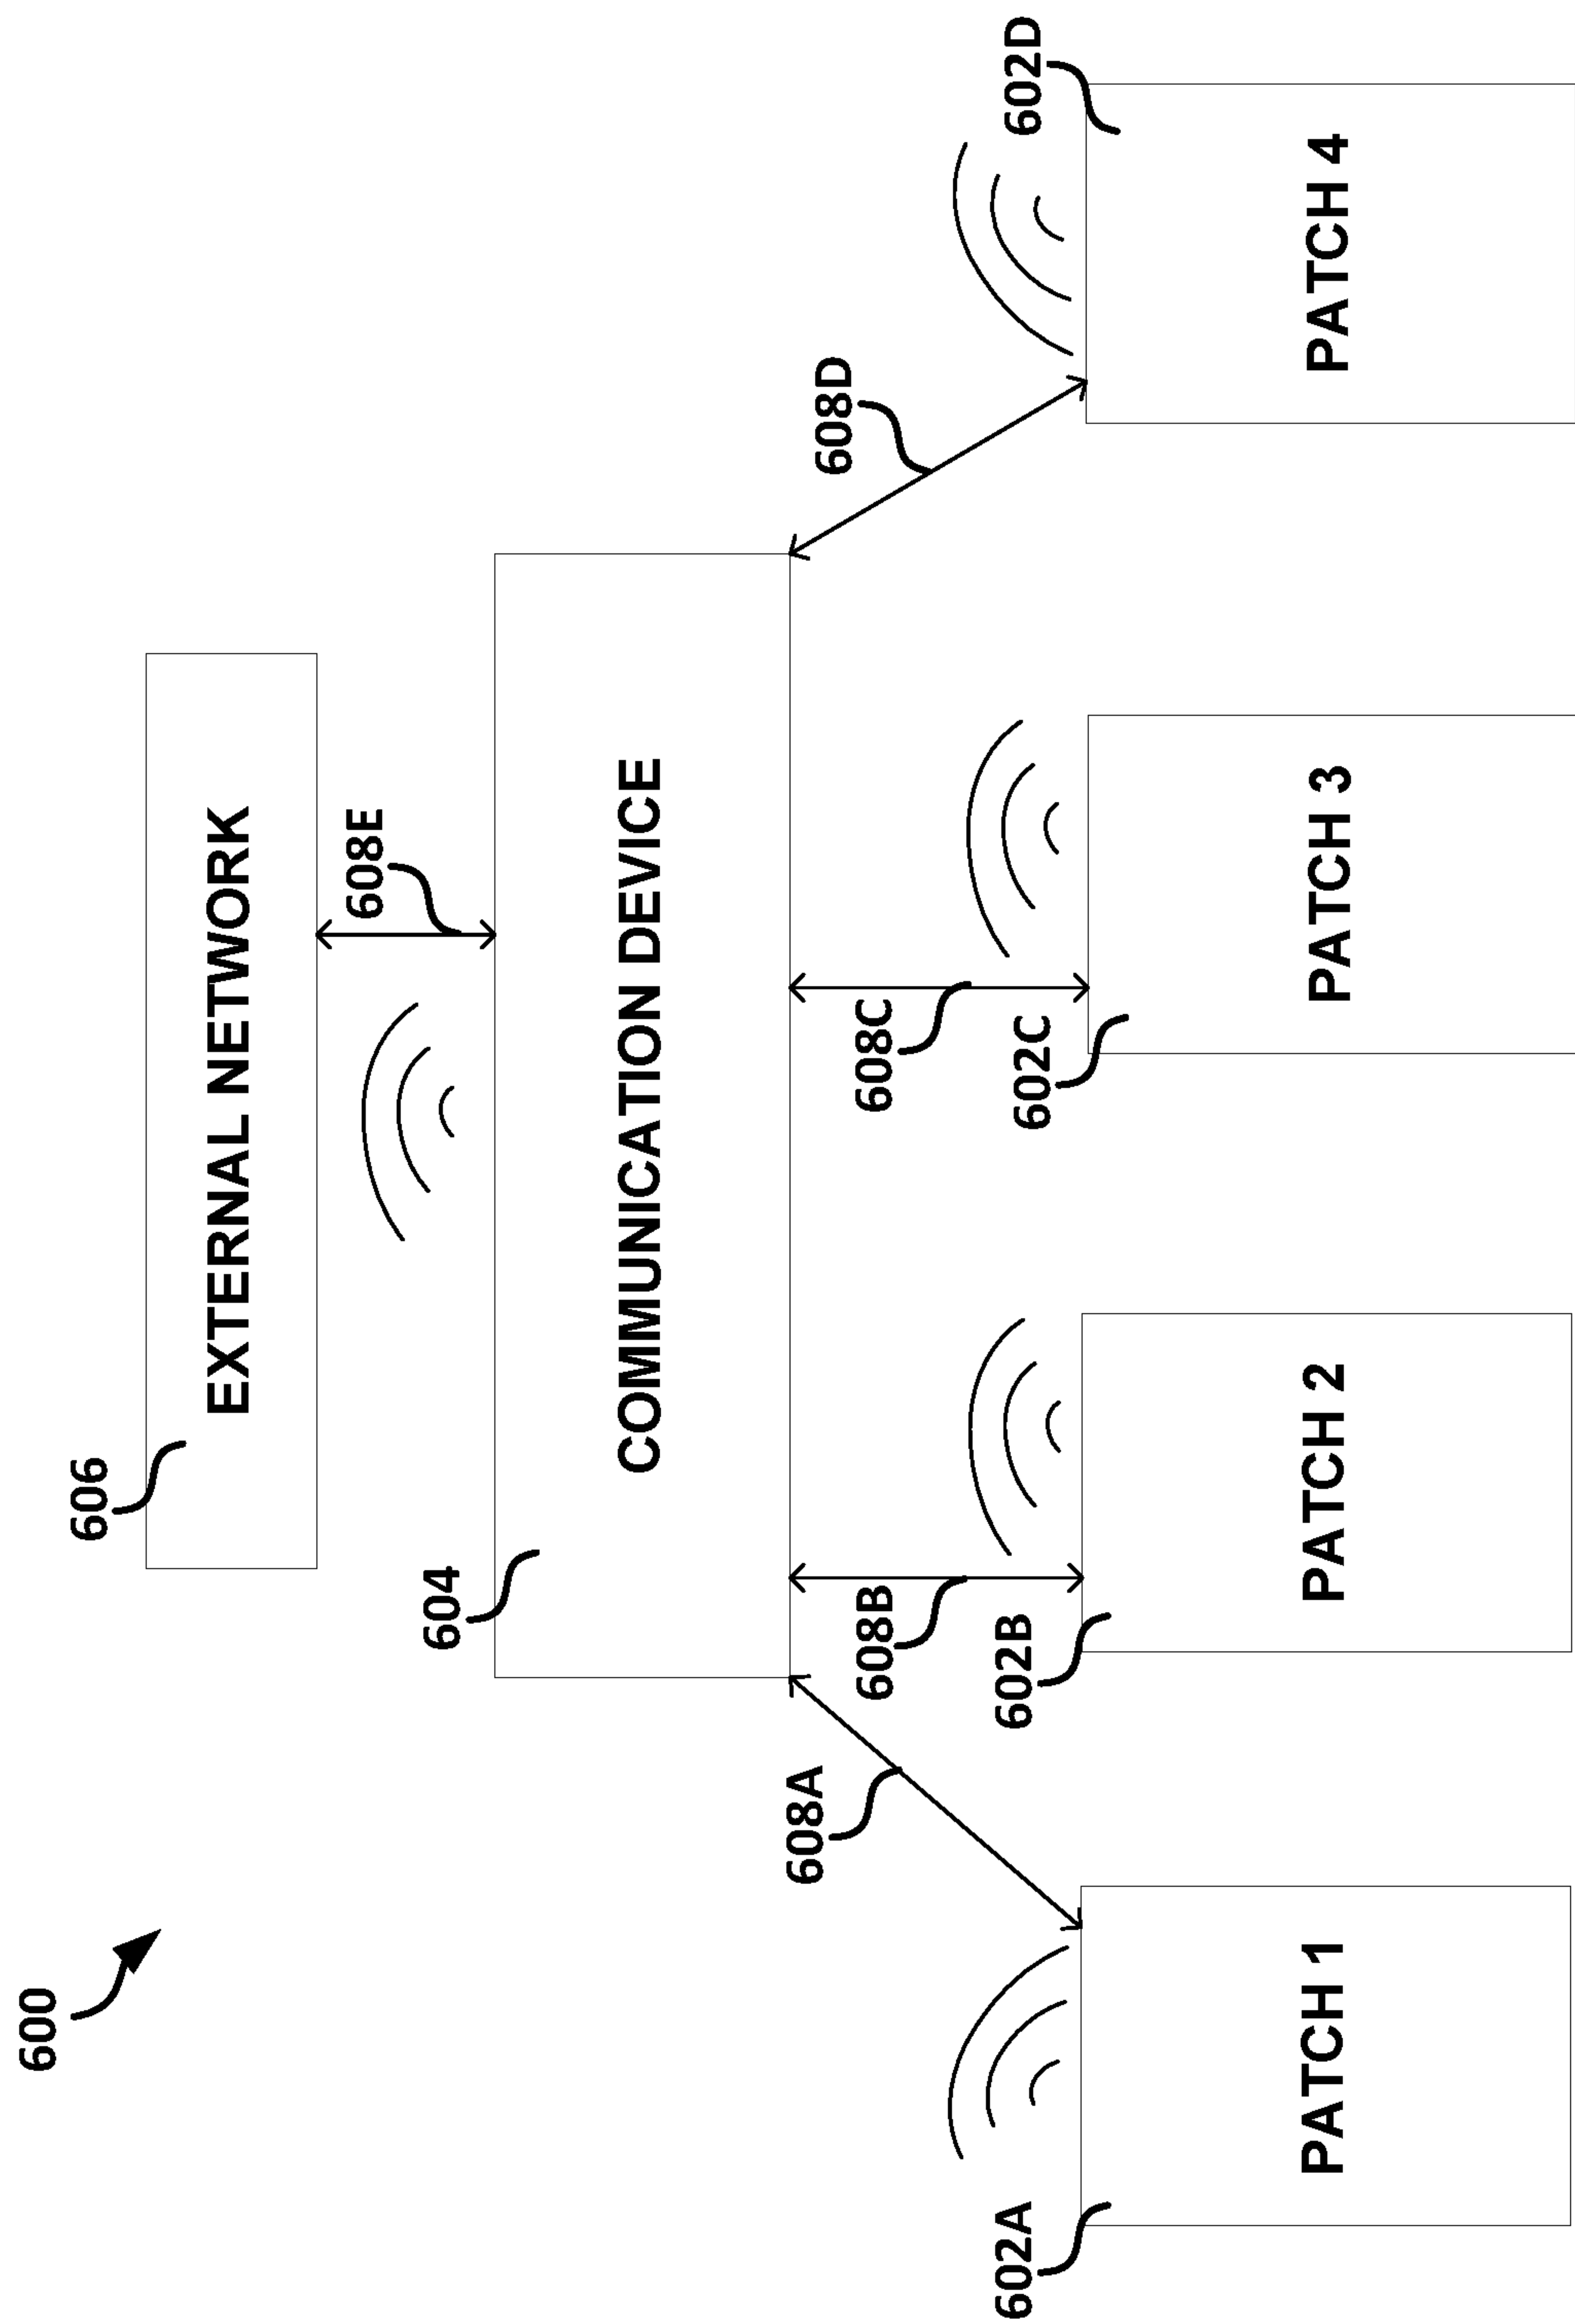 600
606
EXTERNAL NETWORK
608E
604
COMMUNICATION DEVICE
608A
608B
608C
608D
602A
602B
602C
602D
PATCH 1
PATCH 2
PATCH 3
PATCH 4